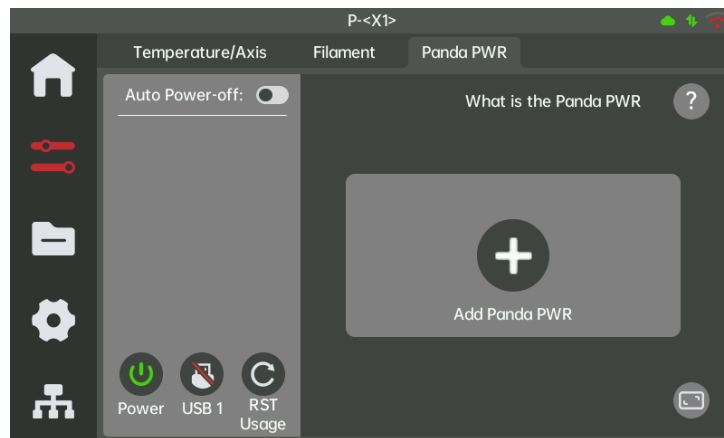 P-<X1>
Temperature/Axis
Filament
Panda PWR
Auto Power-off:
What is the Panda PWR
?
Add Panda PWR
Power
USB 1
RST
Usage